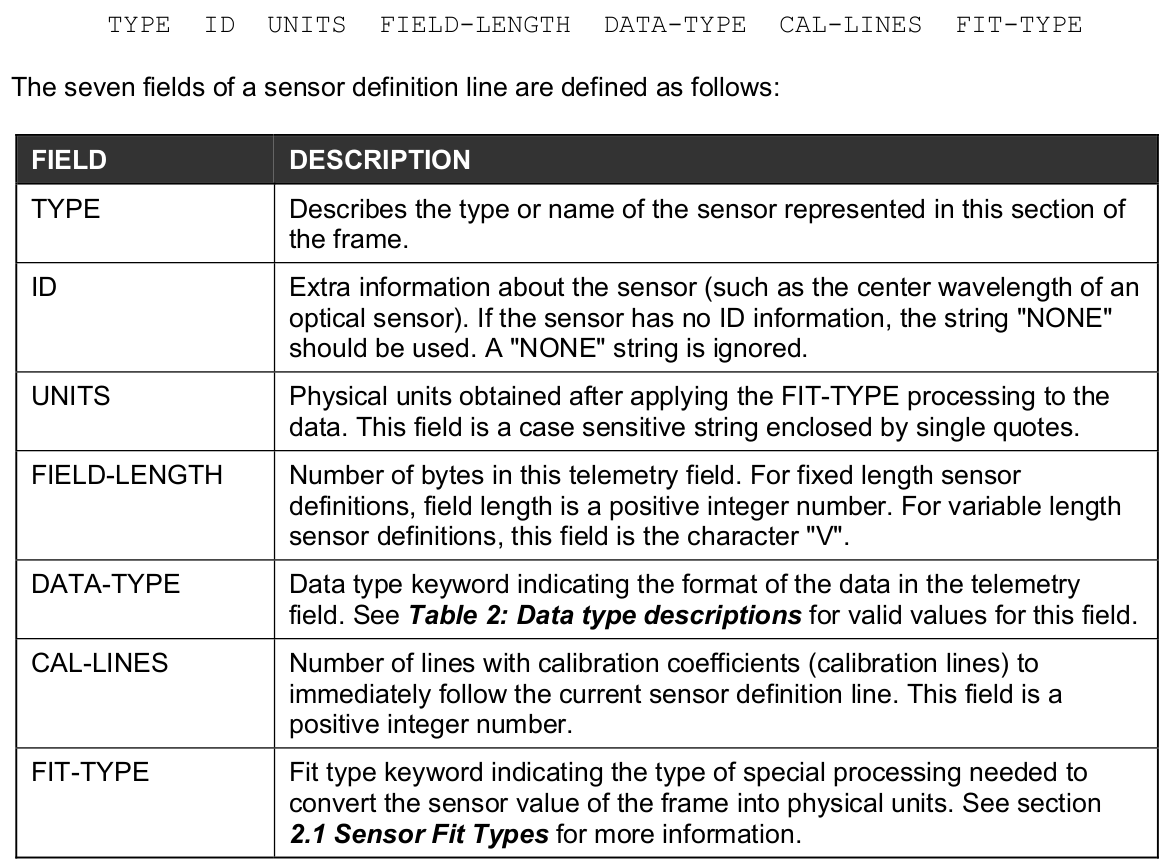 TYPE ID UNITS FIELD-LENGTH DATA-TYPE CAL-LINES FIT-TYPE
The seven fields of a sensor definition line are defined as follows:
FIELD DESCRIPTION
TYPE Describes the type or name of the sensor represented in this section of
the frame.
ID Extra information about the sensor (such as the center wavelength of an
optical sensor). If the sensor has no ID information, the string "NONE"
should be used. A "NONE" string is ignored.
UNITS Physical units obtained after applying the FIT-TYPE processing to the
data. This field is a case sensitive string enclosed by single quotes.
FIELD-LENGTH Number of bytes in this telemetry field. For fixed length sensor
definitions, field length is a positive integer number. For variable length
sensor definitions, this field is the character "V".
DATA-TYPE Data type keyword indicating the format of the data in the telemetry
field. See Table 2: Data type descriptions for valid values for this field.
CAL-LINES Number of lines with calibration coefficients (calibration lines) to
immediately follow the current sensor definition line. This field is a
positive integer number.
FIT-TYPE Fit type keyword indicating the type of special processing needed to
convert the sensor value of the frame into physical units. See section
2.1 Sensor Fit Types for more information.